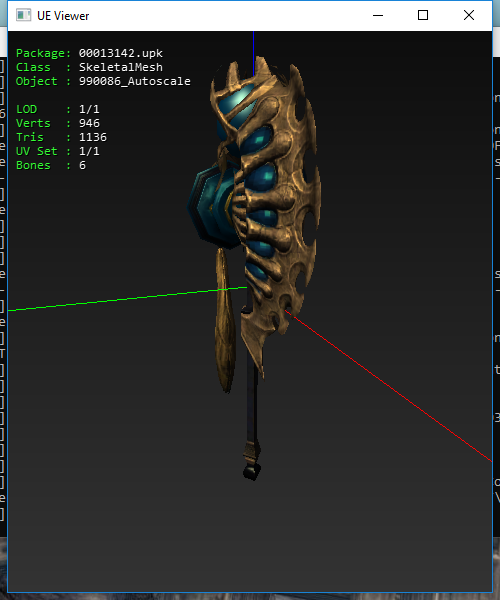 UE Viewer
Package: 00013142.upk
Class  : SkeletalMesh
Object : 990086_Autoscale
LOD    : 1/1
Verts  : 946
Tris   : 1136
UV Set : 1/1
Bones  : 6